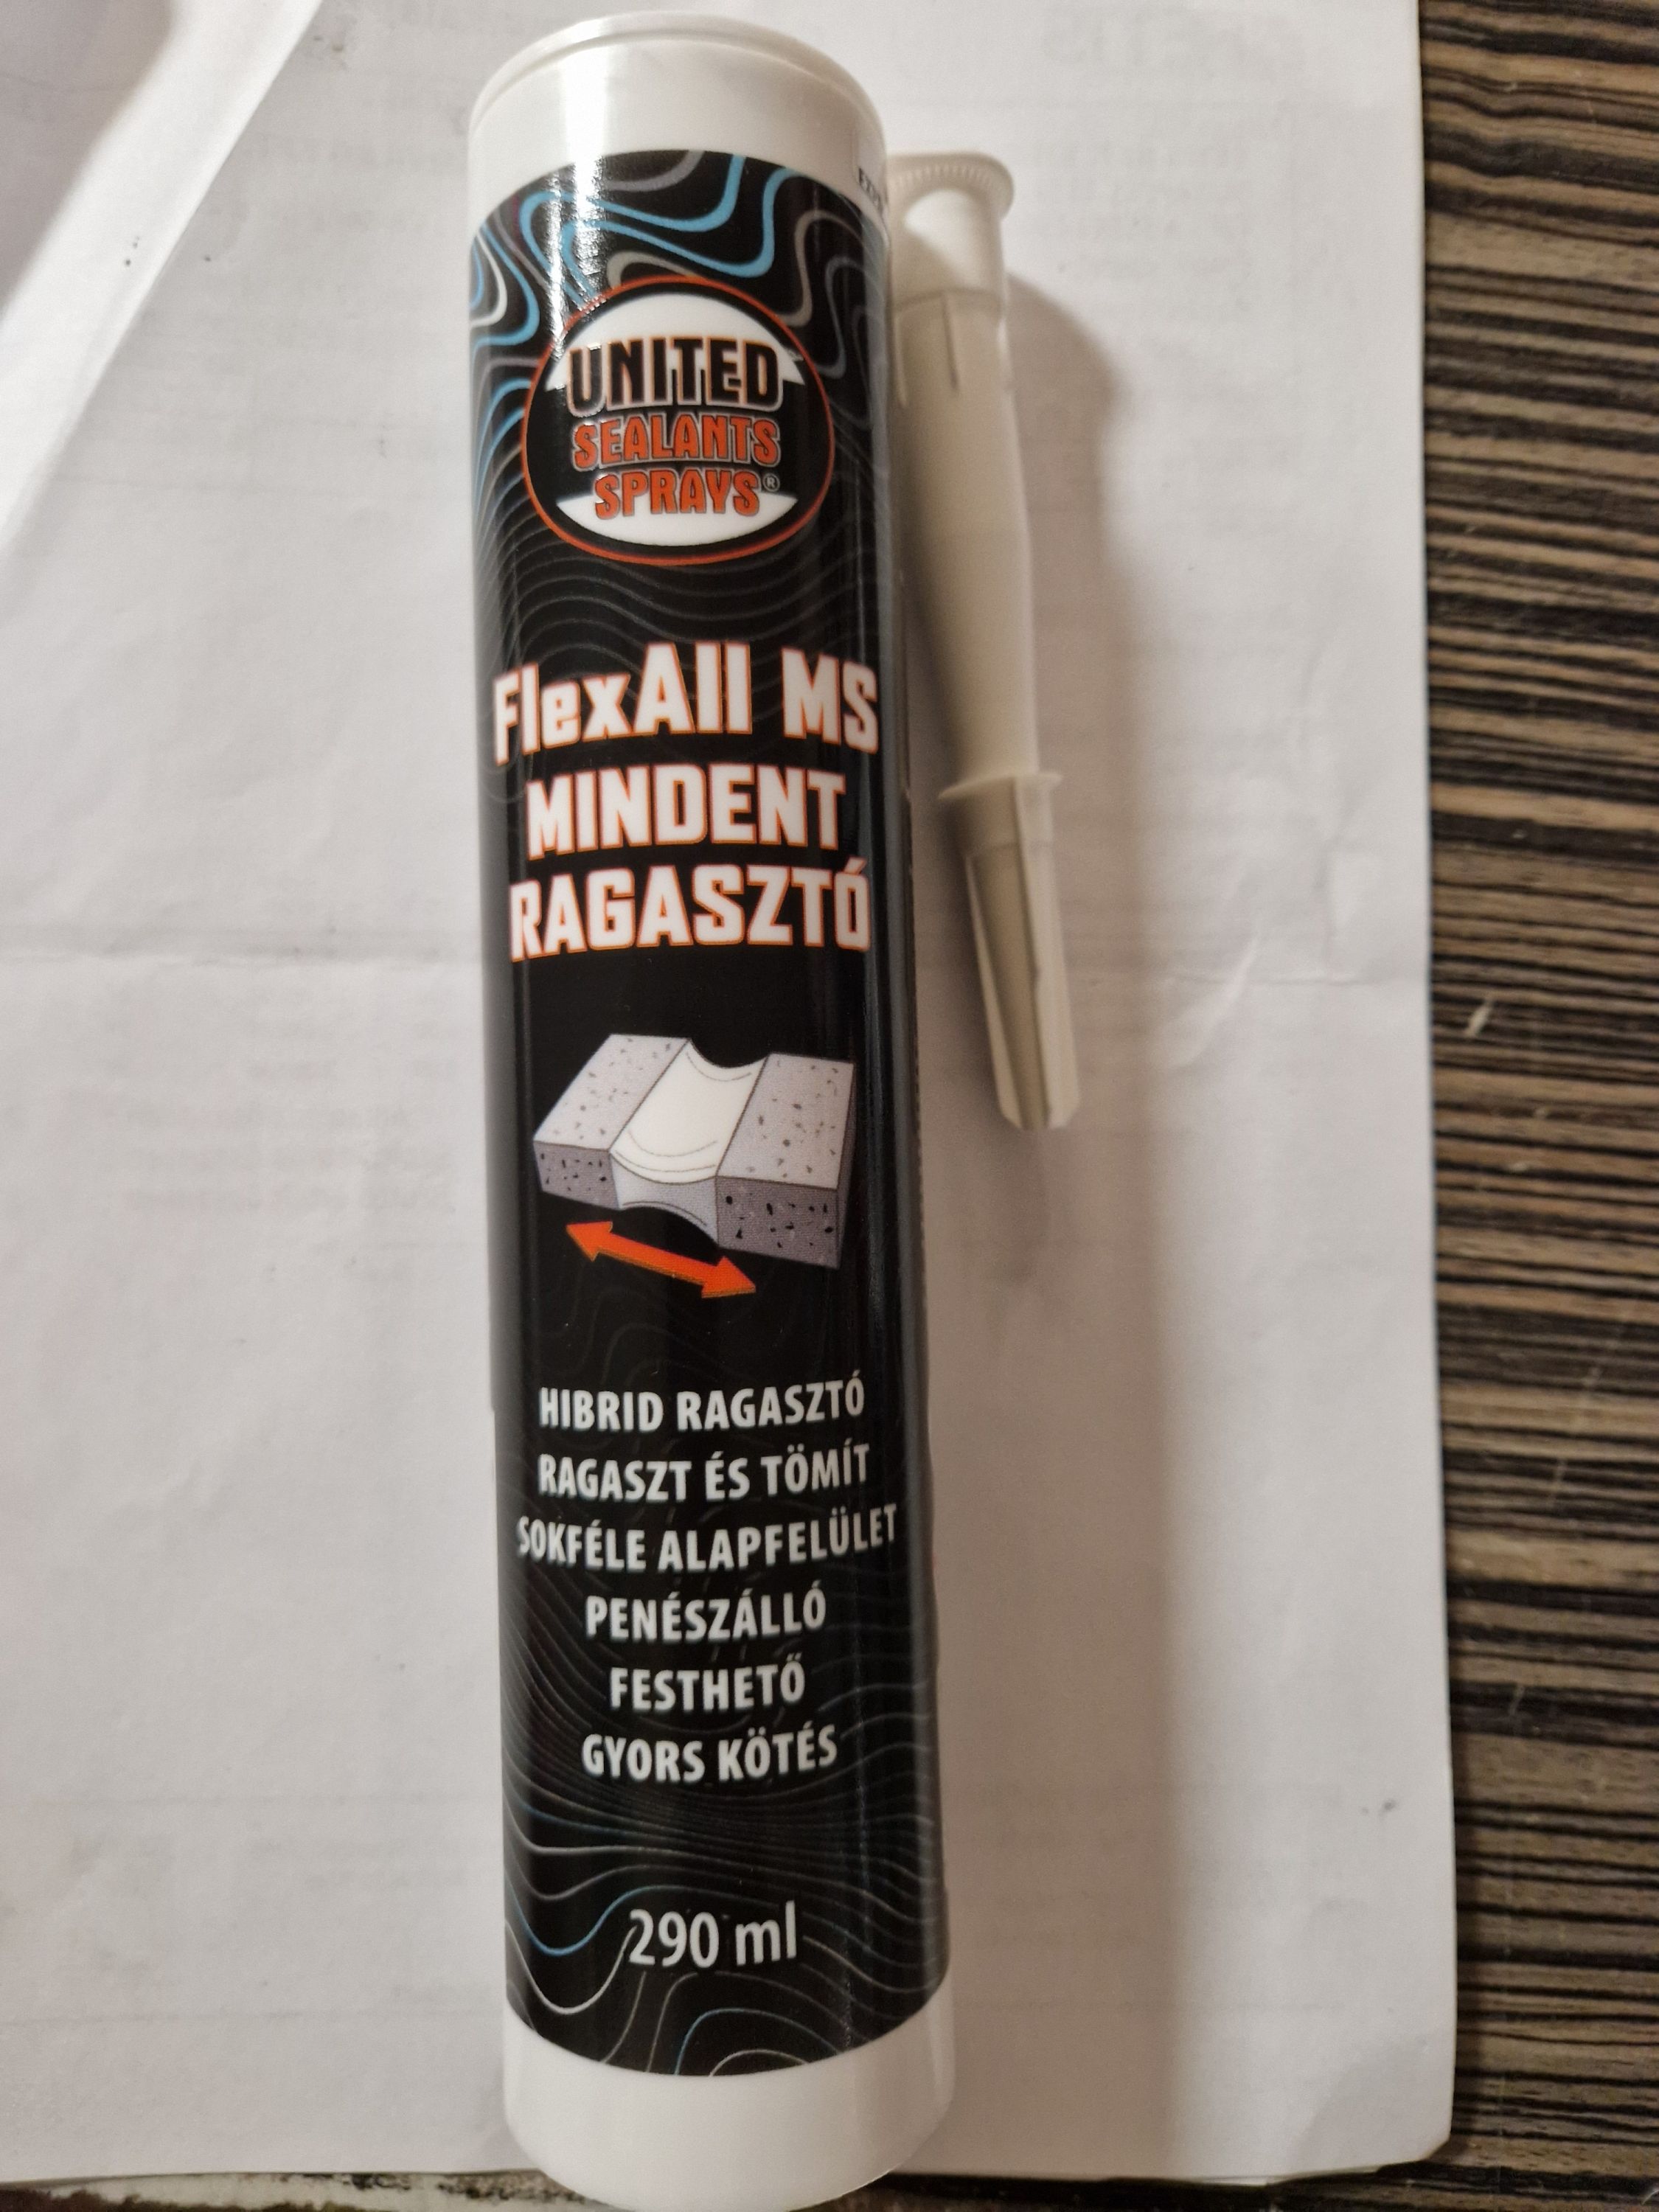 UNITED
SEALANTS
SPRAYS®
FlexAll MS
MINDENT
RAGASZTÓ
HIBRID RAGASZTÓ
RAGASZT ÉS TÖMÍT
SOKFÉLE ALAPFELÜLET
PENÉSZÁLLÓ
FESTHETŐ
GYORS KÖTÉS
290 ml